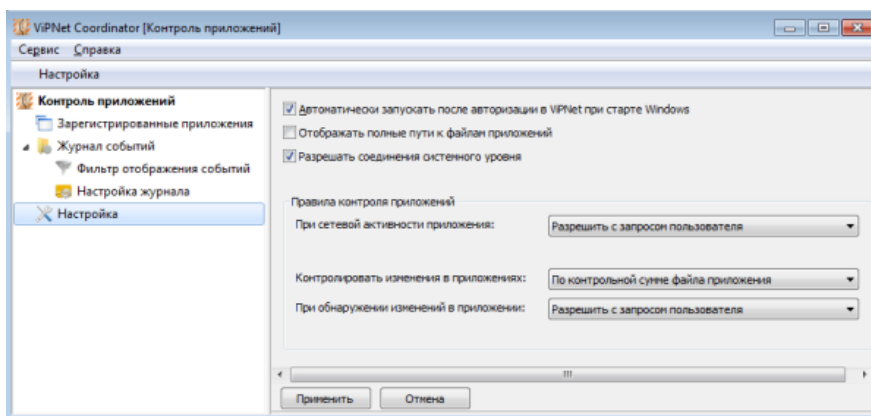 ViPNet Coordinator [Контроль приложений]
Сервис Справка
Настройка
Контроль приложений
Зарегистрированные приложения
Журнал событий
Фильтр отображения событий
Настройка журнала
Настройка
Автоматически запускать после авторизации в ViPNet при старте Windows
Отображать полные пути к файлам приложений
Разрешать соединения системного уровня
Правила контроля приложений
При сетевой активности приложения: Разрешить с запросом пользователя
Контролировать изменения в приложениях: По контрольной сумме файла приложения
При обнаружении изменений в приложении: Разрешить с запросом пользователя
Применить Отмена